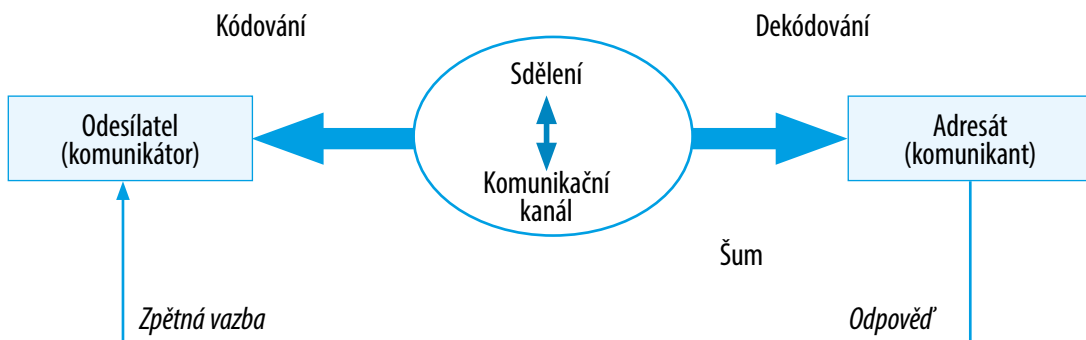 Kódování
Dekódování
Sdělení
Odesílatel
(komunikátor)
Adresát
(komunikant)
Komunikační
kanál
Šum
Zpětná vazba
Odpověď